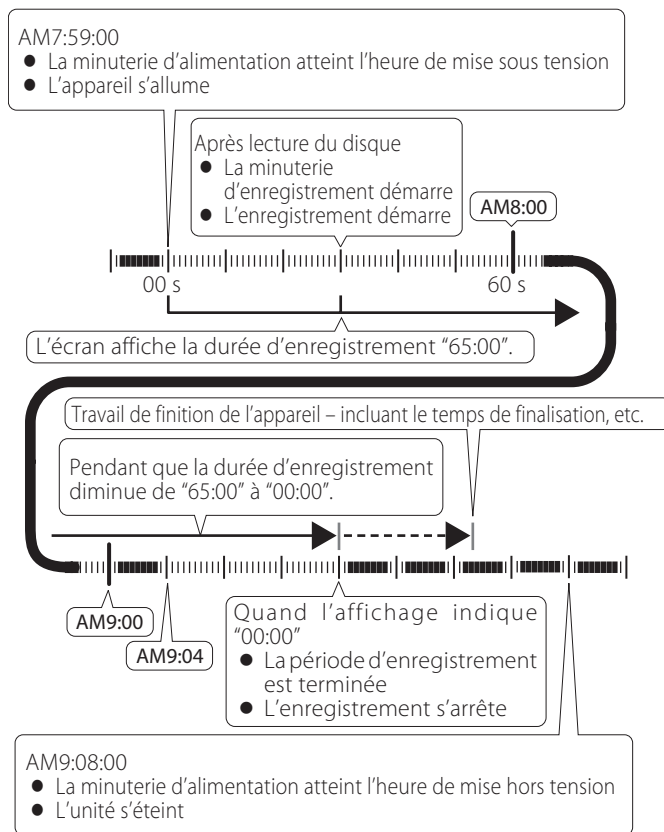 AM7:59:00
● La minuterie d’alimentation atteint l’heure de mise sous tension
● L’appareil s’allume
Après lecture du disque
● La minuterie
d’enregistrement démarre
● L’enregistrement démarre
AM8:00
00 s
60 s
L’écran affiche la durée d’enregistrement “65:00”.
Travail de finition de l’appareil – incluant le temps de finalisation, etc.
Pendant que la durée d’enregistrement
diminue de “65:00” à “00:00”.
AM9:00
AM9:04
Quand l’affichage indique
“00:00”
● La période d’enregistrement
est terminée
● L’enregistrement s’arrête
AM9:08:00
● La minuterie d’alimentation atteint l’heure de mise hors tension
● L’unité s’éteint